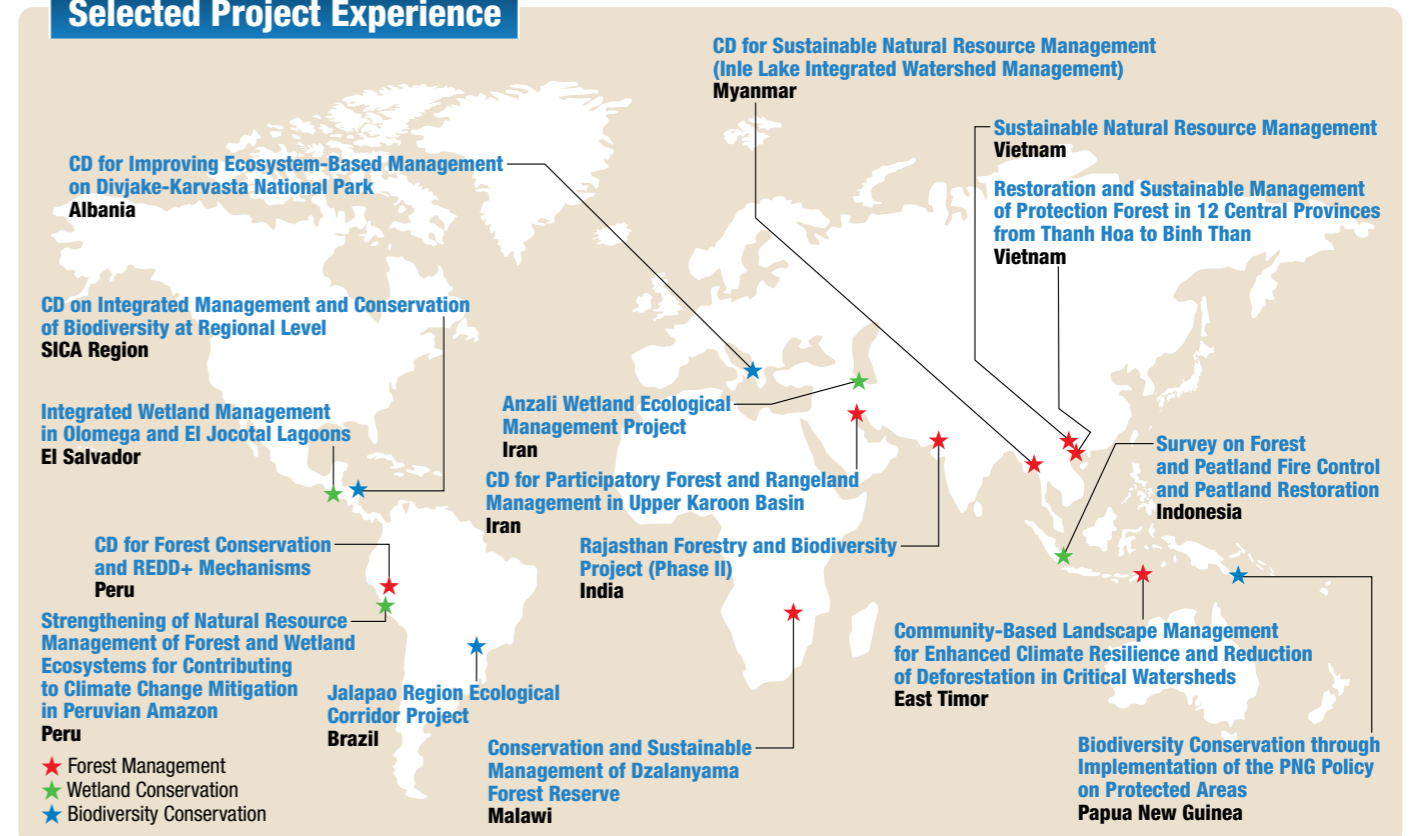 Selected Project Experience
CD for Sustainable Natural Resource Management
(Inle Lake Integrated Watershed Management)
Myanmar
Sustainable Natural Resource Management
Vietnam
CD for Improving Ecosystem-Based Management
on Divjake-Karvasta National Park
Albania
Restoration and Sustainable Management
of Protection Forest in 12 Central Provinces
from Thanh Hoa to Binh Than
Vietnam
CD on Integrated Management and Conservation
of Biodiversity at Regional Level
SICA Region
Integrated Wetland Management
in Olomega and El Jocotal Lagoons
El Salvador
Anzali Wetland Ecological
Management Project
Iran
CD for Participatory Forest and Rangeland
Management in Upper Karoon Basin
Iran
Survey on Forest
and Peatland Fire Control
and Peatland Restoration
Indonesia
CD for Forest Conservation
and REDD+ Mechanisms
Peru
Rajasthan Forestry and Biodiversity
Project (Phase II)
India
Strengthening of Natural Resource
Management of Forest and Wetland
Ecosystems for Contributing
to Climate Change Mitigation
in Peruvian Amazon
Peru
Jalapao Region Ecological
Corridor Project
Brazil
Community-Based Landscape Management
for Enhanced Climate Resilience and Reduction
of Deforestation in Critical Watersheds
East Timor
Conservation and Sustainable
Management of Dzalanyama
Forest Reserve
Malawi
Biodiversity Conservation through
Implementation of the PNG Policy
on Protected Areas
Papua New Guinea
Forest Management
Wetland Conservation
Biodiversity Conservation